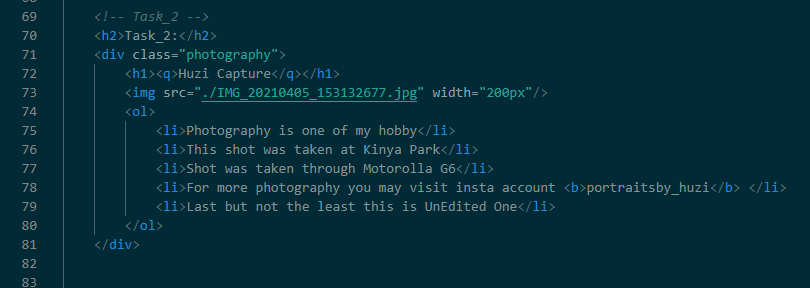 69 <!-- Task_2 -->
70 <h2>Task_2:</h2>
71 <div class="photography">
72 <h1><q>Huzi Capture</q></h1>
73 <img src="./IMG_20210405_153132677.jpg" width="200px"/>
74 <ol>
75 <li>Photography is one of my hobby</li>
76 <li>This shot was taken at Kinya Park</li>
77 <li>Shot was taken through Motorolla G6</li>
78 <li>For more photography you may visit insta account <b>portraitsby_huzi</b> </li>
79 <li>Last but not the least this is UnEdited One</li>
80 </ol>
81 </div>
82
83